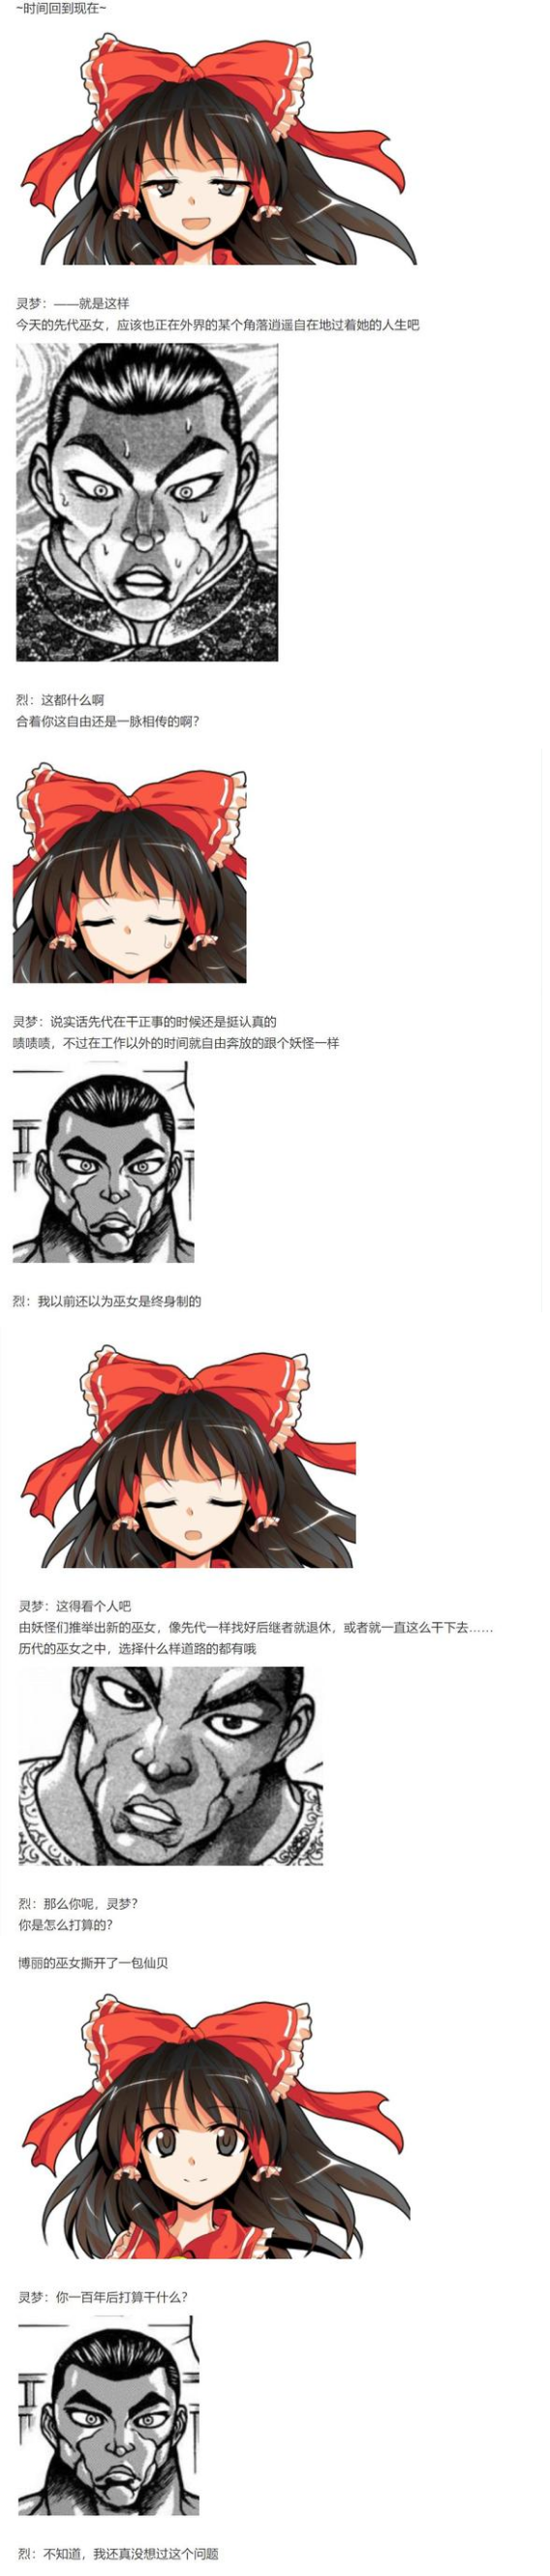 ~时间回到现在~
灵梦：——就是这样
今天的先代巫女，应该也正在外界的某个角落逍遥自在地过着她的人生吧
烈：这都什么啊
合着你这自由还是一脉相传的啊？
灵梦：说实话先代在干正事的时候还是挺认真的
啧啧啧，不过在工作以外的时间就自由奔放的跟个妖怪一样
烈：我以前还以为巫女是终身制的
灵梦：这得看个人吧
由妖怪们推举出新的巫女，像先代一样找好后继者就退休，或者就一直这么干下去……
历代的巫女之中，选择什么样道路的都有哦
烈：那么你呢，灵梦？
你是怎么打算的？
博丽的巫女撕开了一包仙贝
灵梦：你一百年后打算干什么？
烈：不知道，我还真没想过这个问题